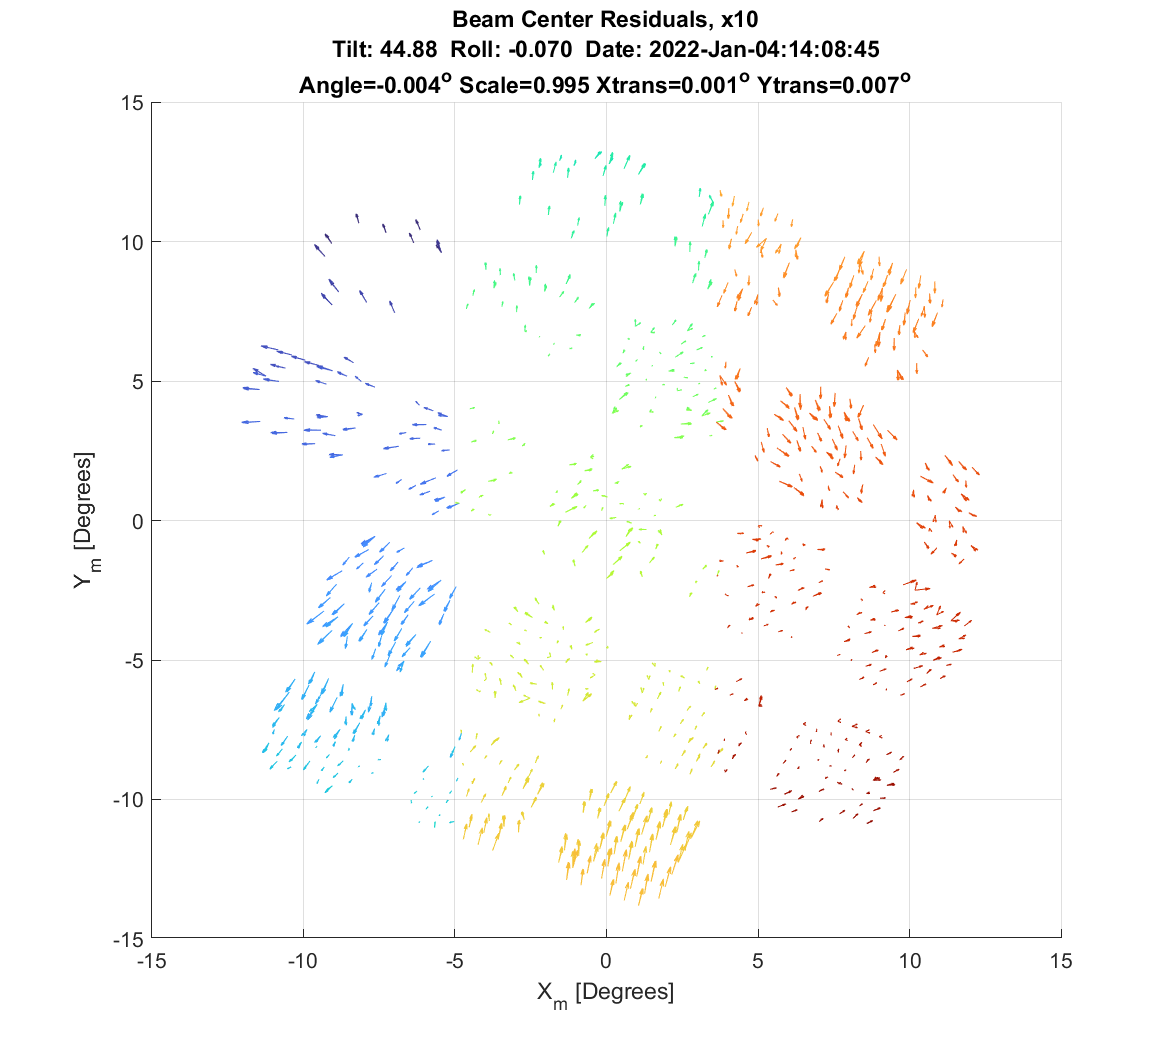 Beam Center Residuals, x10
Tilt: 44.88 Roll: -0.070 Date: 2022-Jan-04:14:08:45
Angle=-0.004° Scale=0.995 Xtrans=0.001° Ytrans=0.007°
15
10
5
0
-5
-10
-15
Y_m [Degrees]
-15 -10 -5 0 5 10 15
X_m [Degrees]